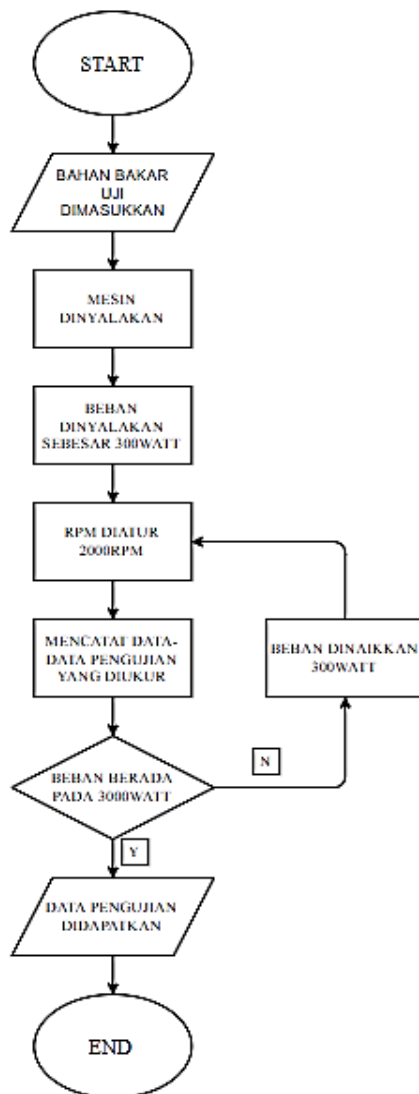 START
BAHAN BAKAR
UJI
DIMASUKKAN
MESIN
DINYALAKAN
BEBAN
DINYALAKAN
SEBESAR 300WATT
RPM DIATUR
2000RPM
MENCATAT DATA-
DATA PENGUJIAN
YANG DIUKUR
BEBAN DINAIKKAN
300WATT
BEBAN BERADA
PADA 3000WATT
N
Y
DATA PENGUJIAN
DIDAPATKAN
END